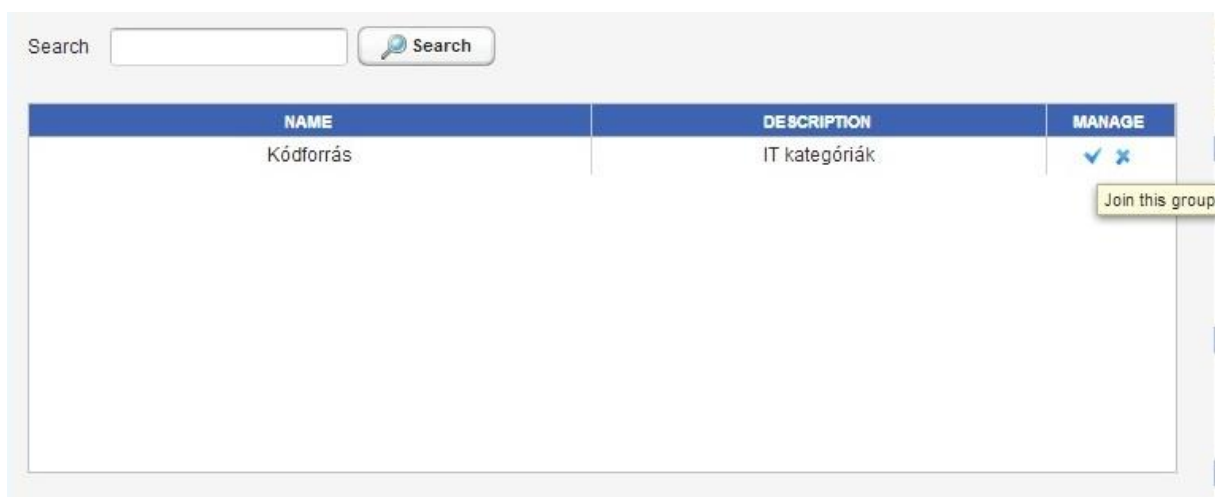 Search Search
NAME DESCRIPTION MANAGE
Kódforrás IT kategóriák
Join this group